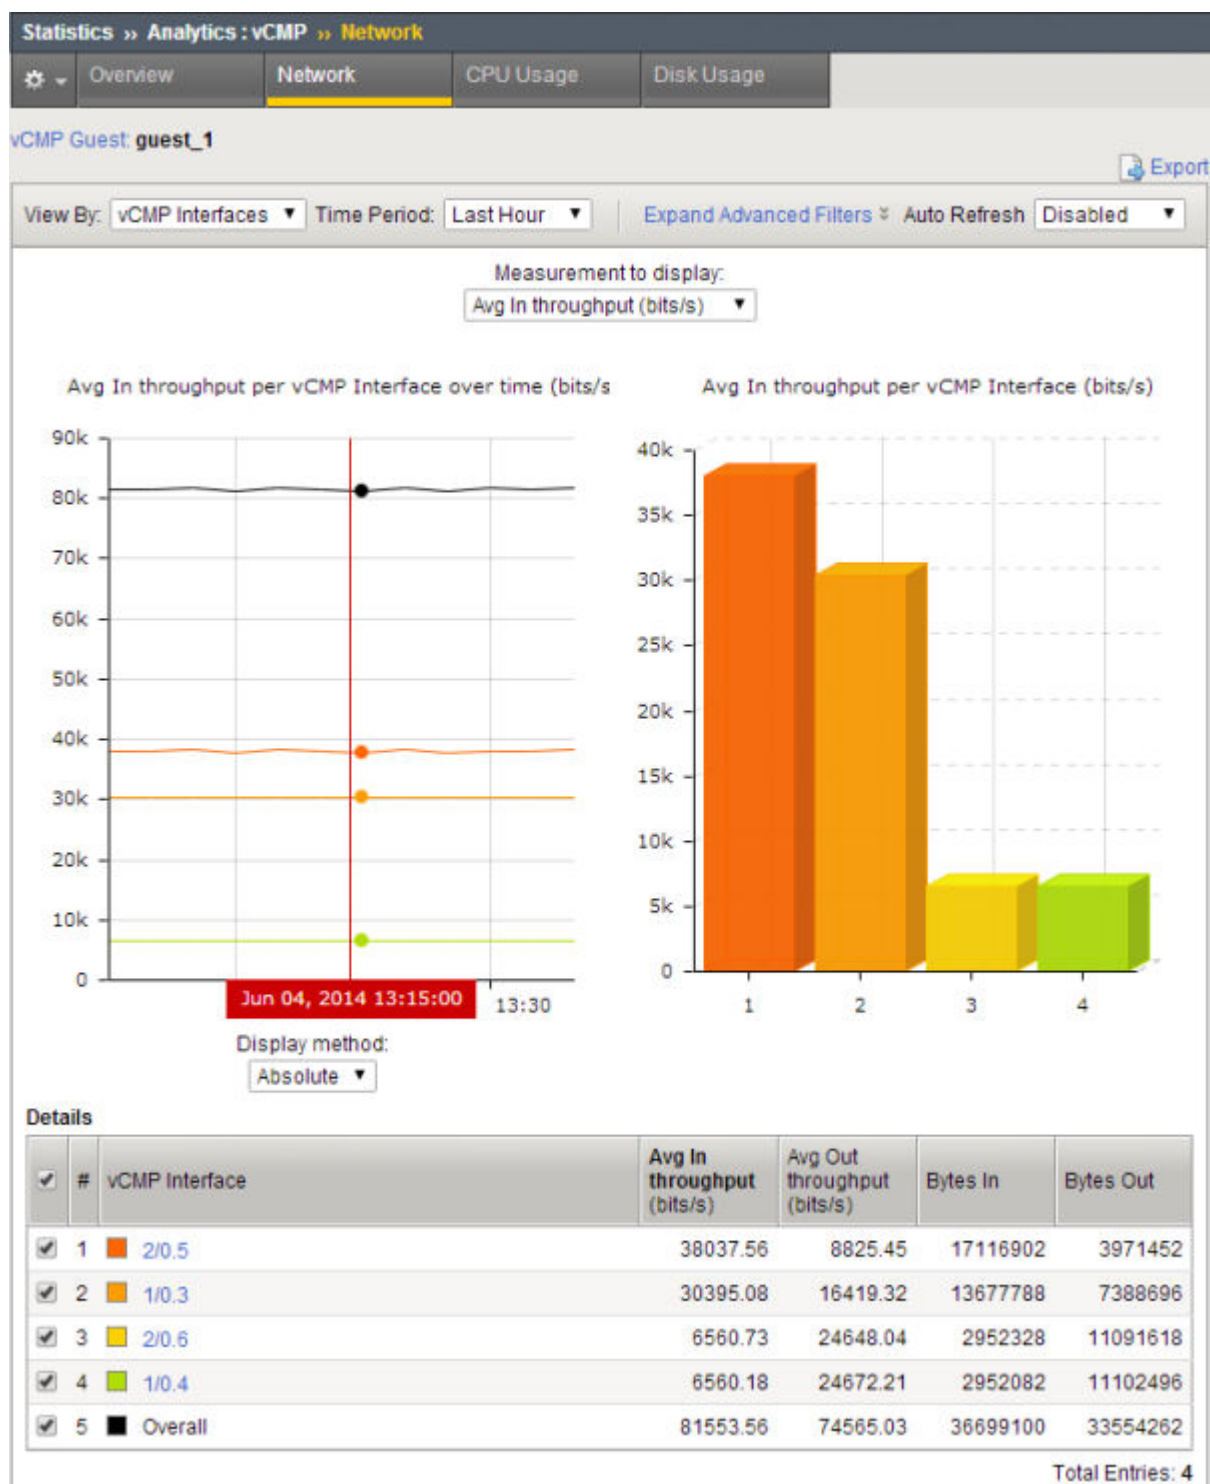 Statistics ›› Analytics : vCMP ›› Network
Overview Network CPU Usage Disk Usage
vCMP Guest: guest_1
Export
View By: vCMP Interfaces Time Period: Last Hour Expand Advanced Filters Auto Refresh Disabled
Measurement to display:
Avg In throughput (bits/s)
Avg In throughput per vCMP Interface over time (bits/s
90k
80k
70k
60k
50k
40k
30k
20k
10k
0
Jun 04, 2014 13:15:00
13:30
Avg In throughput per vCMP Interface (bits/s)
40k
35k
30k
25k
20k
15k
10k
5k
0
1 2 3 4
Display method:
Absolute
Details
# vCMP Interface Avg In throughput (bits/s) Avg Out throughput (bits/s) Bytes In Bytes Out
1 2/0.5 38037.56 8825.45 17116902 3971452
2 1/0.3 30395.08 16419.32 13677788 7388696
3 2/0.6 6560.73 24648.04 2952328 11091618
4 1/0.4 6560.18 24672.21 2952082 11102496
5 Overall 81553.56 74565.03 36699100 33554262
Total Entries: 4